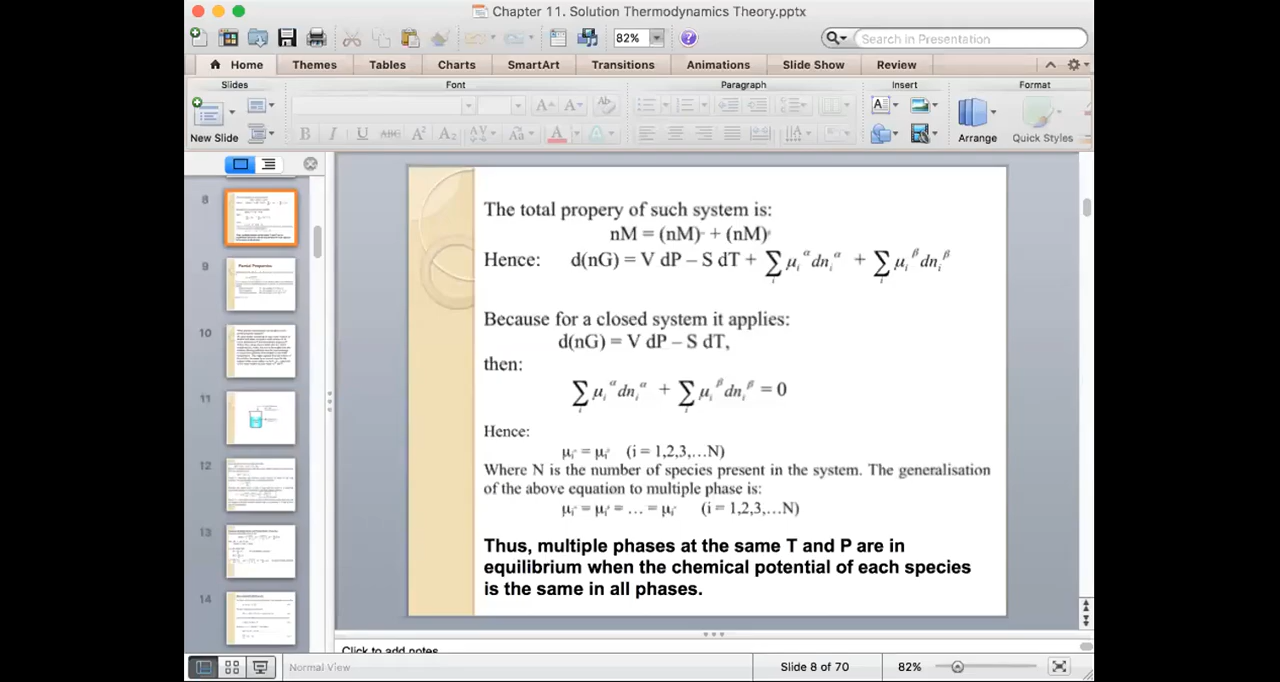 Chapter 11. Solution Thermodynamics Theory.pptx
82%
Search in Presentation
Home Themes Tables Charts SmartArt Transitions Animations Slide Show Review
Slides Font Paragraph Insert Format
New Slide Arrange Quick Styles
8
9
10
11
12
13
14
The total propery of such system is:
nM = (nM) + (nM)
Hence: d(nG) = V dP – S dT + ∑ μᵢ^α dnᵢ^α + ∑ μᵢ^β dnᵢ^β
Because for a closed system it applies:
d(nG) = V dP – S dT,
then:
∑ μᵢ^α dnᵢ^α + ∑ μᵢ^β dnᵢ^β = 0
Hence:
μᵢ = μᵢ (i = 1,2,3,…N)
Where N is the number of species present in the system. The generalisation
of the above equation to multiple phase is:
μᵢ = μᵢ = … = μᵢ (i = 1,2,3,…N)
Thus, multiple phases at the same T and P are in
equilibrium when the chemical potential of each species
is the same in all phases.
Click to add notes
Normal View Slide 8 of 70 82%